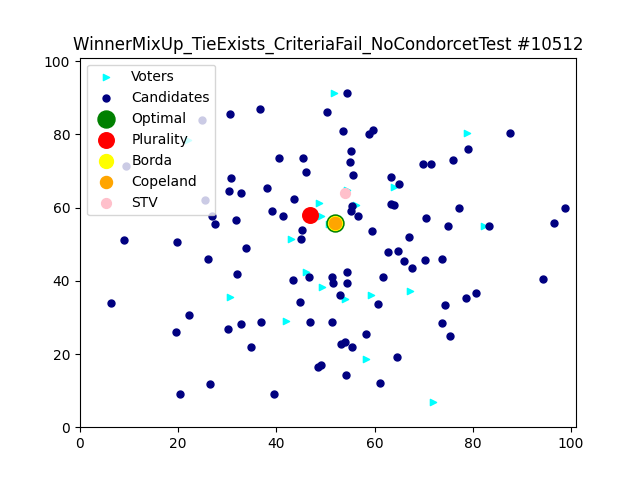 WinnerMixUp_TieExists_CriteriaFail_NoCondorcetTest #10512
Voters
Candidates
Optimal
Plurality
Borda
Copeland
STV
100
80
60
40
20
0
0 20 40 60 80 100